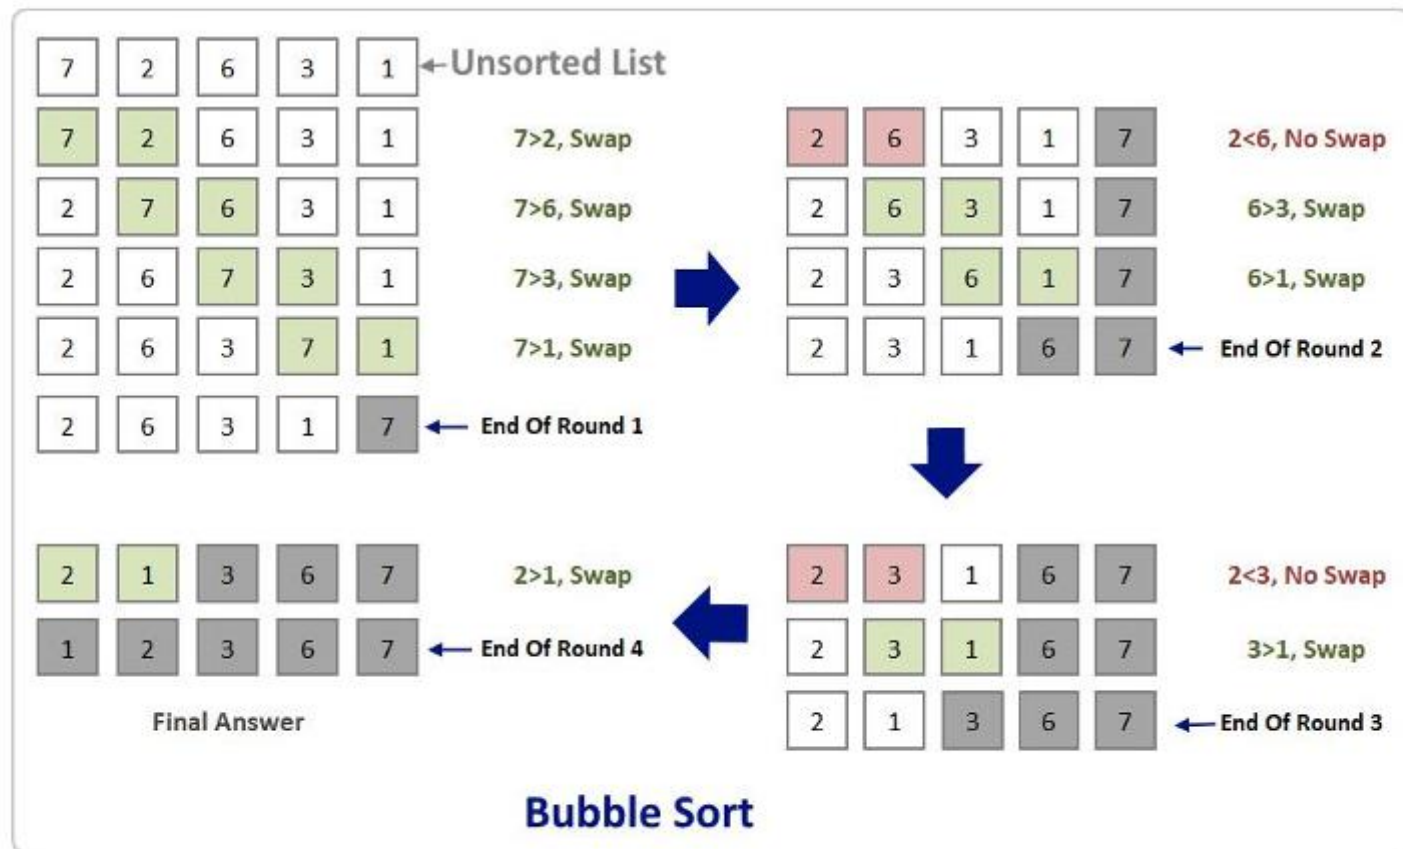 7 2 6 3 1 ←Unsorted List
7 2 6 3 1 7>2, Swap
2 7 6 3 1 7>6, Swap
2 6 7 3 1 7>3, Swap
2 6 3 7 1 7>1, Swap
2 6 3 1 7 ← End Of Round 1
2 6 3 1 7 2<6, No Swap
2 6 3 1 7 6>3, Swap
2 3 6 1 7 6>1, Swap
2 3 1 6 7 ← End Of Round 2
2 3 1 6 7 2<3, No Swap
2 3 1 6 7 3>1, Swap
2 1 3 6 7 ← End Of Round 3
2 1 3 6 7 2>1, Swap
1 2 3 6 7 ← End Of Round 4
Final Answer
Bubble Sort